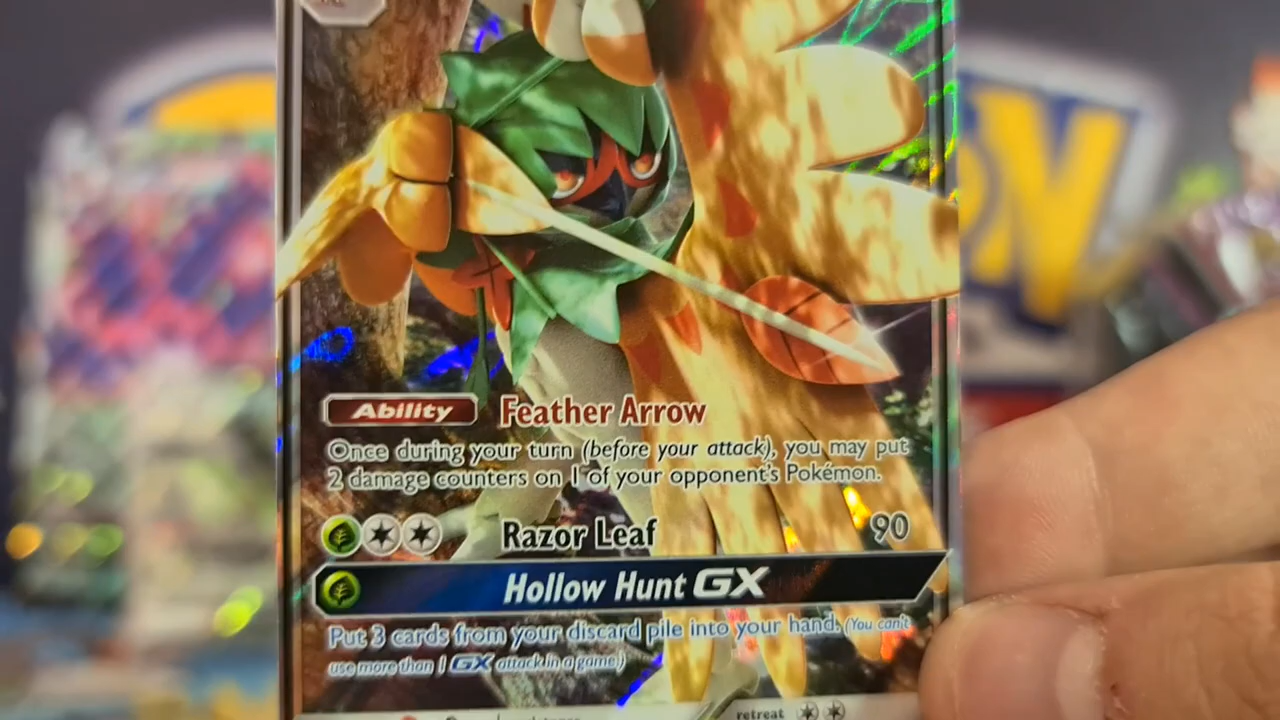 Ability Feather Arrow
Once during your turn (before your attack), you may put
2 damage counters on 1 of your opponent's Pokémon.
Razor Leaf 90
Hollow Hunt GX
Put 3 cards from your discard pile into your hand. (You can't
use more than 1 GX attack in a game.)
retreat